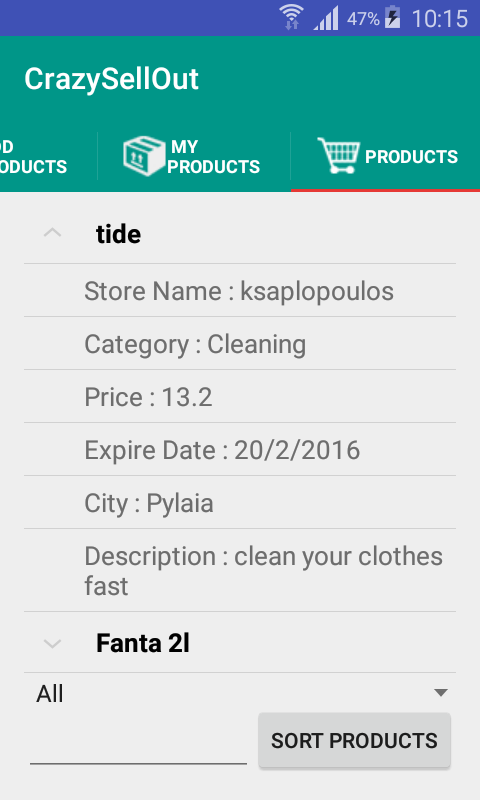 47% 10:15
CrazySellOut
DD
ODUCTS
MY
PRODUCTS
PRODUCTS
tide
Store Name : ksaplopoulos
Category : Cleaning
Price : 13.2
Expire Date : 20/2/2016
City : Pylaia
Description : clean your clothes
fast
Fanta 2l
All
SORT PRODUCTS